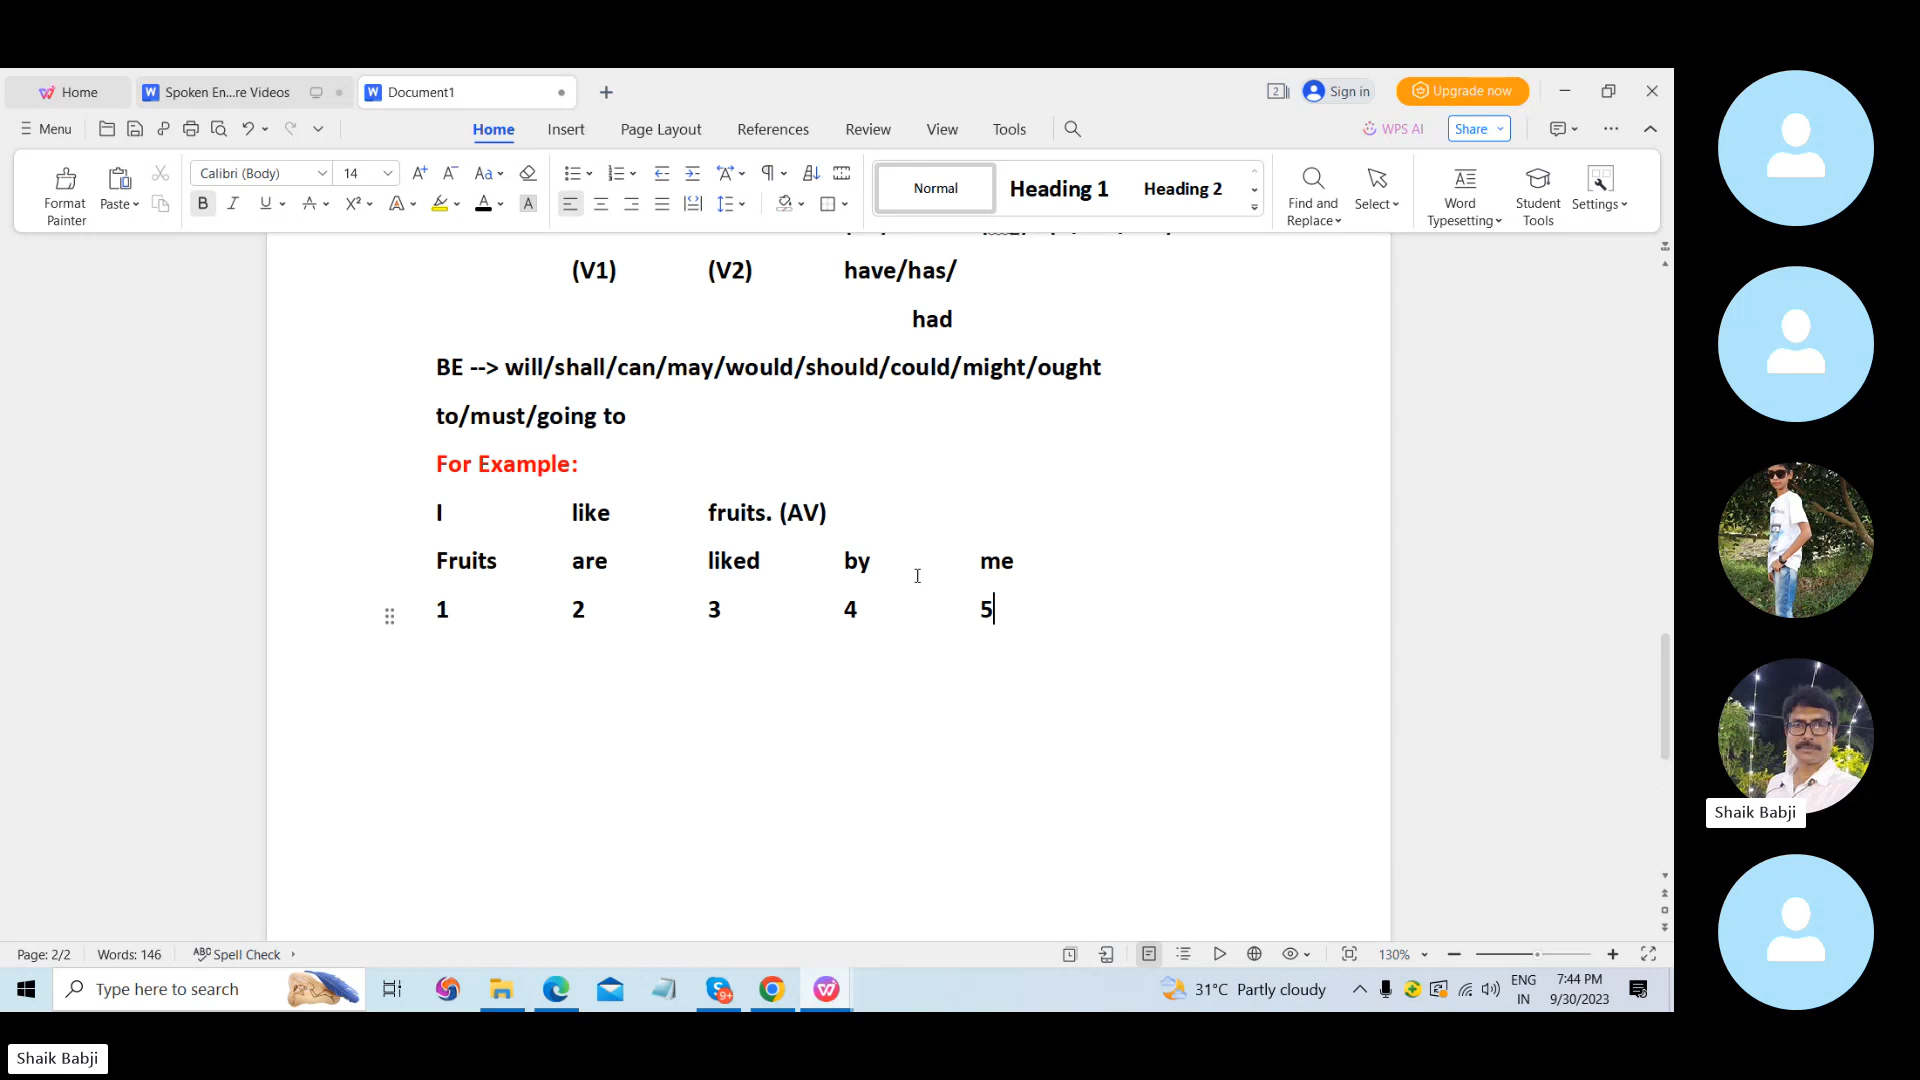 Home
Spoken En...re Videos
Document1
2
Sign in
Upgrade now
Menu
Home
Insert
Page Layout
References
Review
View
Tools
WPS AI
Share
Format
Painter
Paste
Calibri (Body)
14
Normal
Heading 1
Heading 2
Find and
Replace
Select
Word
Typesetting
Student
Tools
Settings
(V1) (V2) have/has/
had
BE --> will/shall/can/may/would/should/could/might/ought
to/must/going to
For Example:
I like fruits. (AV)
Fruits are liked by me
1 2 3 4 5
Shaik Babji
Page: 2/2
Words: 146
Spell Check
130%
Type here to search
9+
31°C Partly cloudy
ENG
IN
7:44 PM
9/30/2023
Shaik Babji